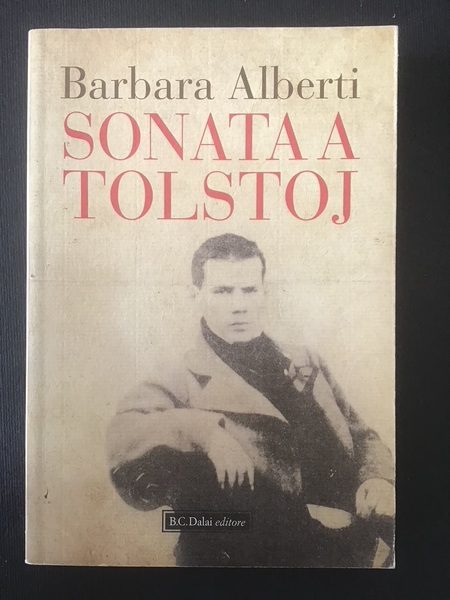 Barbara Alberti
SONATA A
TOLSTOJ
B.C.Dalai editore